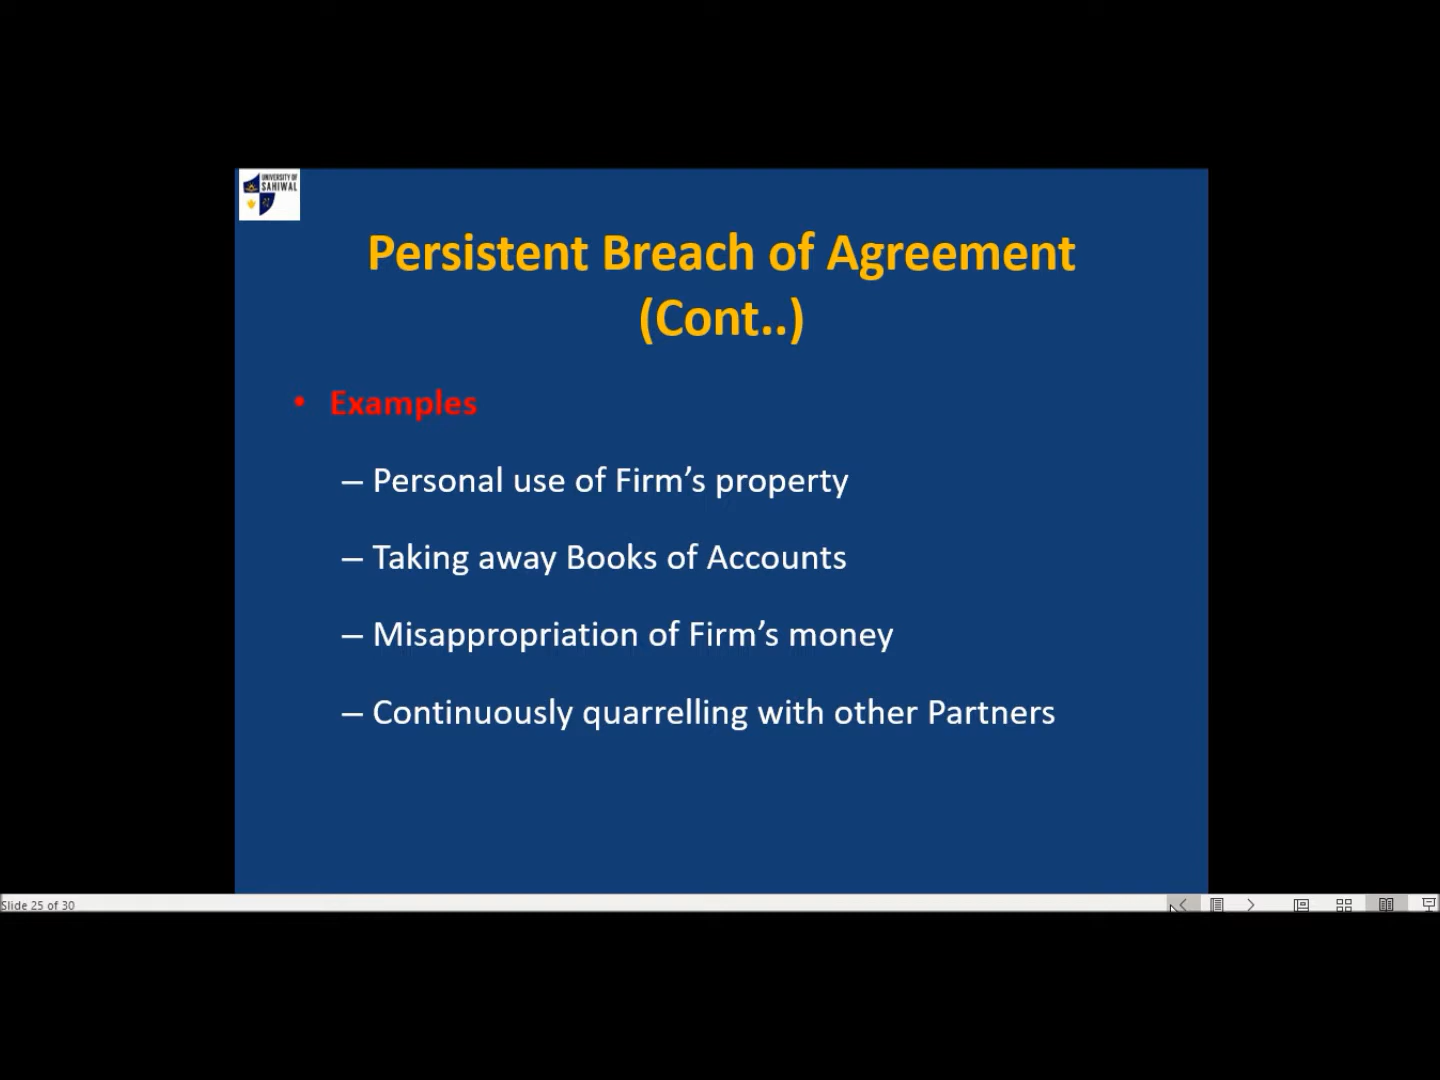 UNIVERSITY OF
SAHIWAL
Persistent Breach of Agreement
(Cont..)
• Examples
– Personal use of Firm’s property
– Taking away Books of Accounts
– Misappropriation of Firm’s money
– Continuously quarrelling with other Partners
Slide 25 of 30